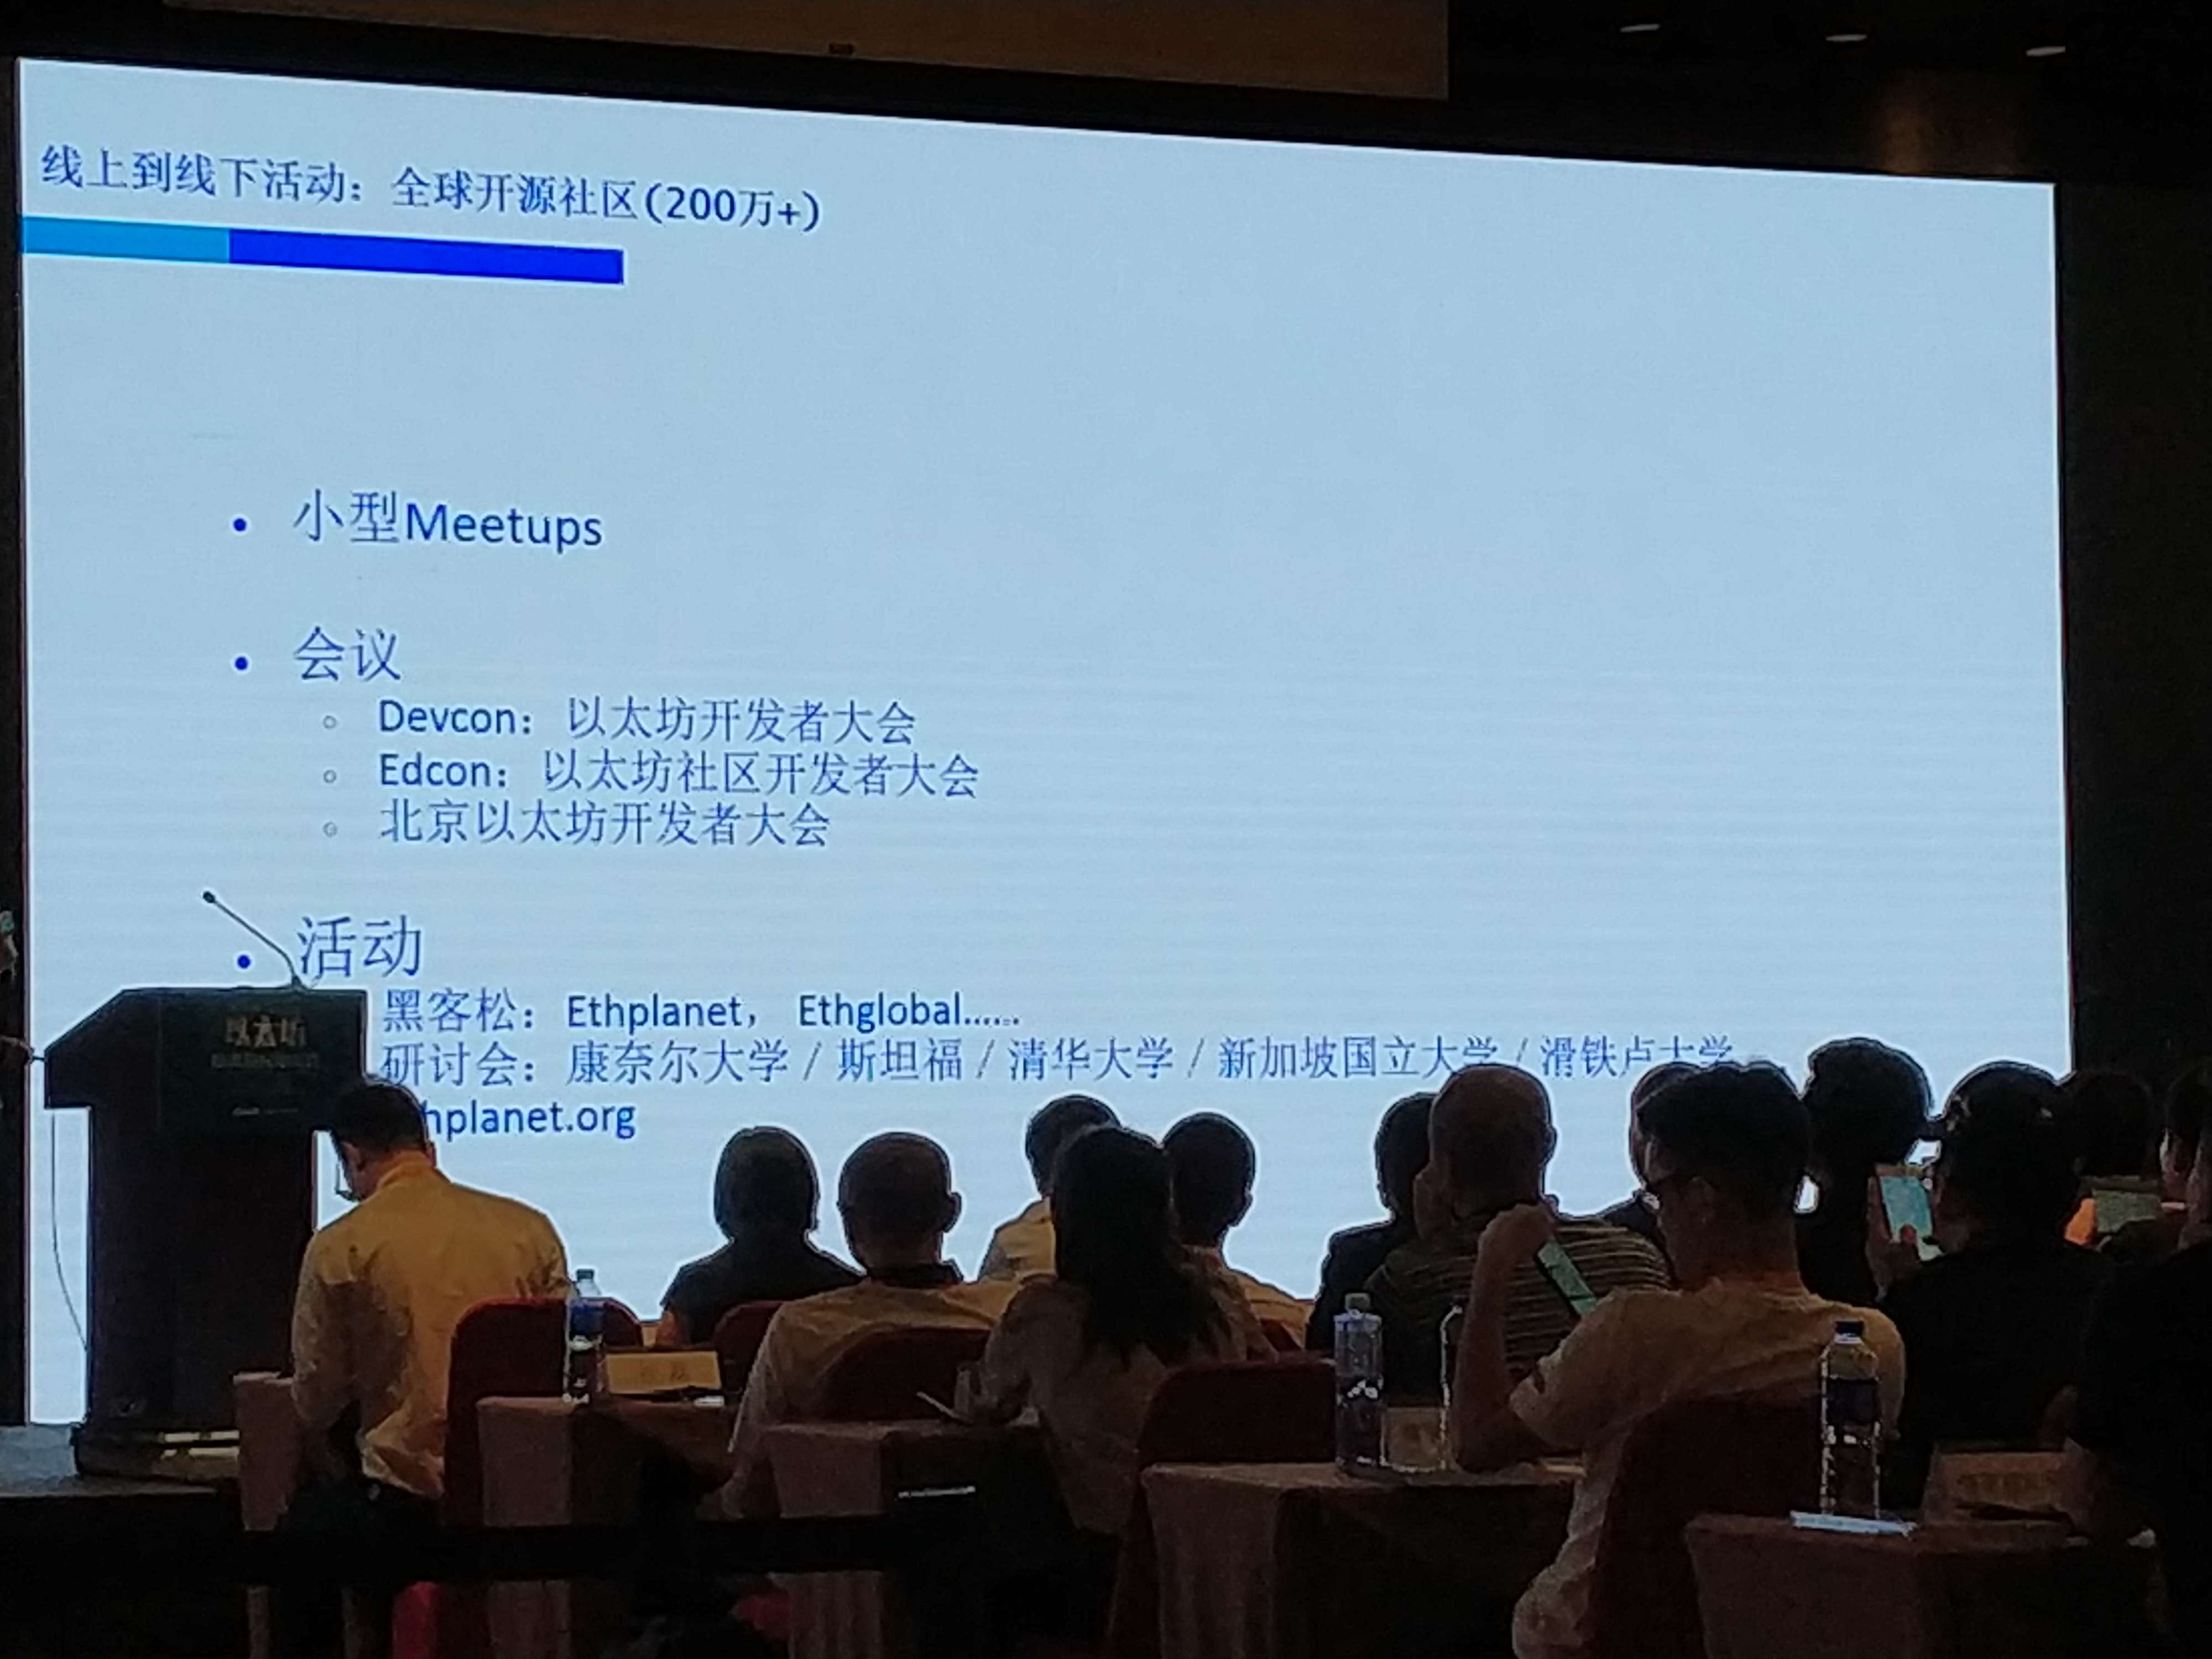 线上到线下活动：全球开源社区(200万+)
• 小型Meetups
• 会议
○ Devcon：以太坊开发者大会
○ Edcon：以太坊社区开发者大会
○ 北京以太坊开发者大会
• 活动
黑客松：Ethplanet， Ethglobal......
研讨会：康奈尔大学 / 斯坦福 / 清华大学 / 新加坡国立大学 / 滑铁卢大学
hplanet.org
以太坊